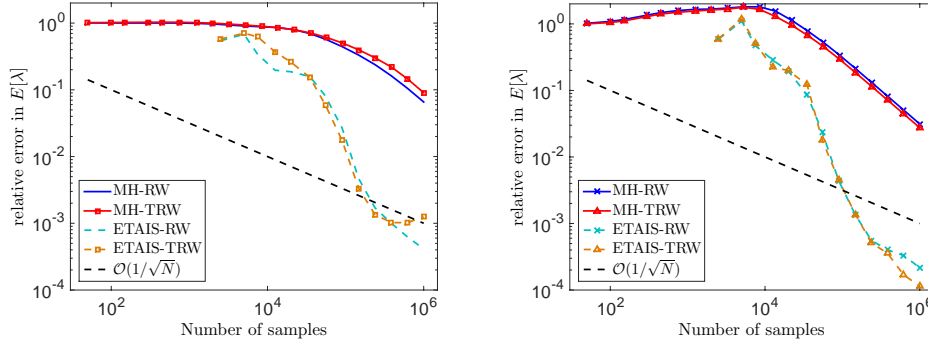 10^1
10^0
10^-1
10^-2
10^-3
10^-4
relative error in E[λ]
MH-RW
MH-TRW
ETAIS-RW
ETAIS-TRW
O(1/√N)
10^2
10^4
10^6
Number of samples
10^0
10^-1
10^-2
10^-3
10^-4
relative error in E[λ]
MH-RW
MH-TRW
ETAIS-RW
ETAIS-TRW
O(1/√N)
10^2
10^4
10^6
Number of samples